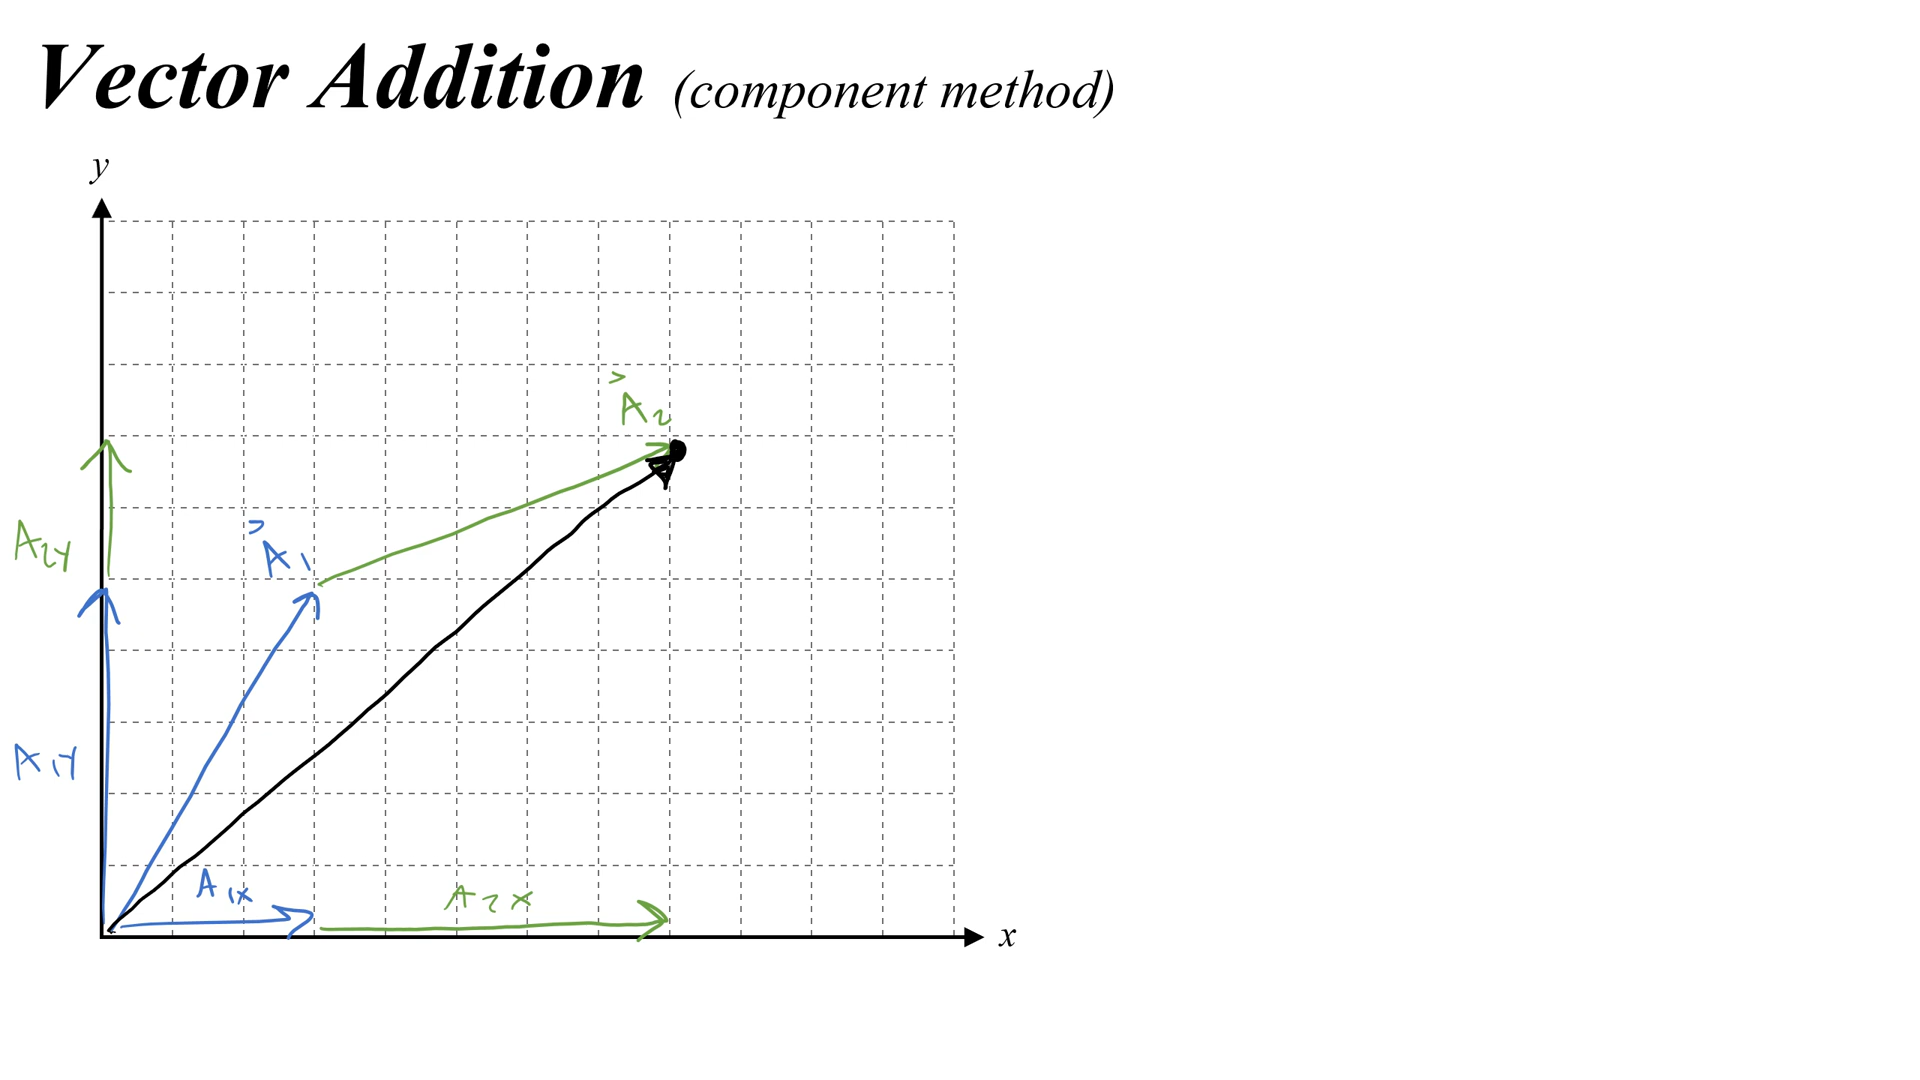 Vector Addition (component method)
y
A₂
A₂y
A₁
A₁y
A₁x
A₂x
x